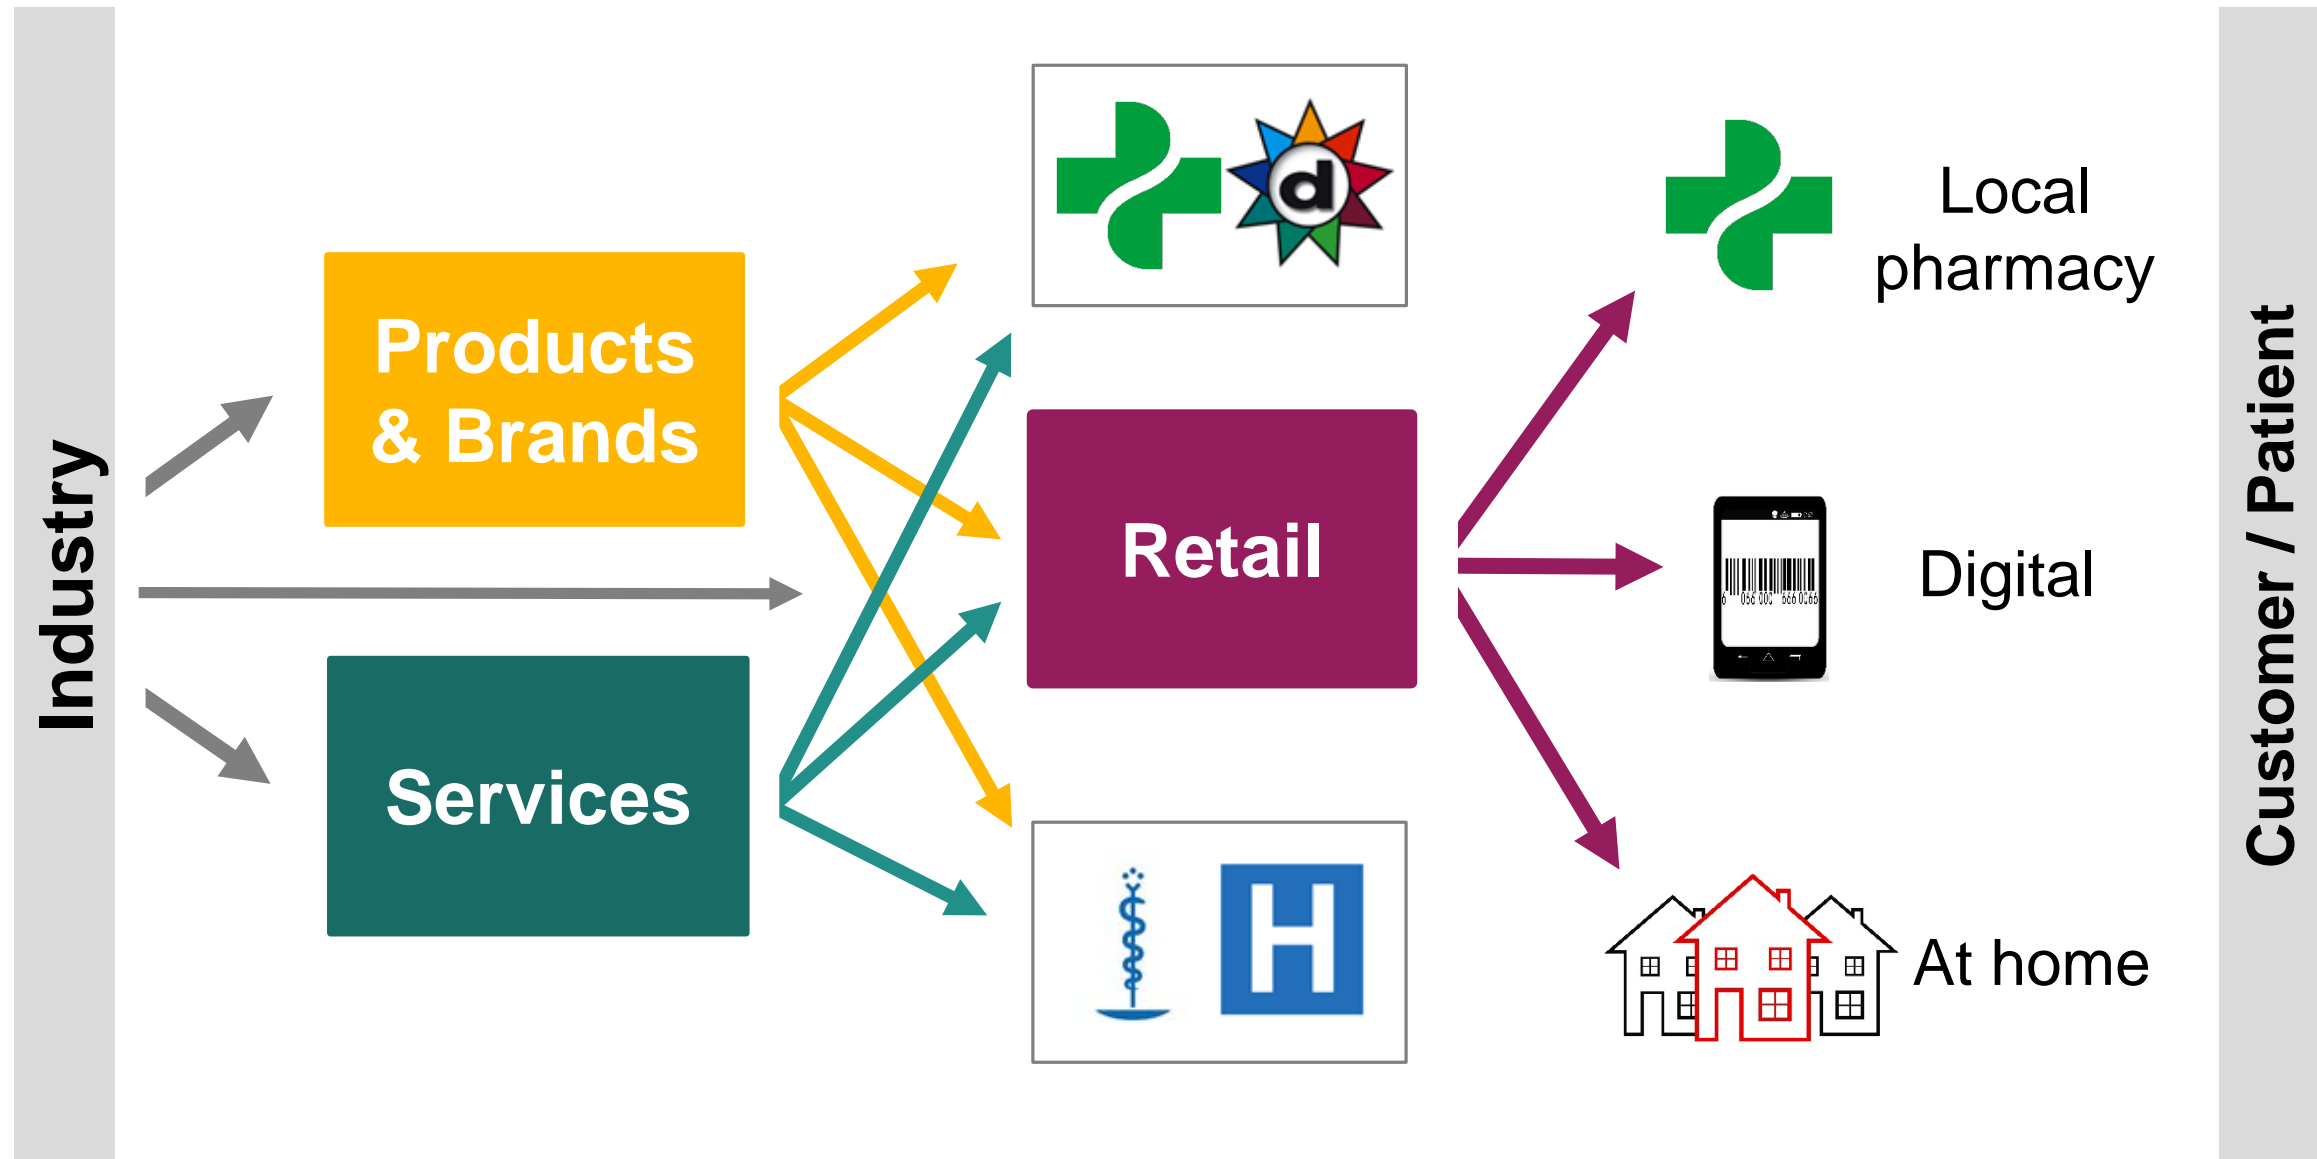 Industry
Products
& Brands
Services
d
Retail
H
Local
pharmacy
Digital
At home
Customer / Patient